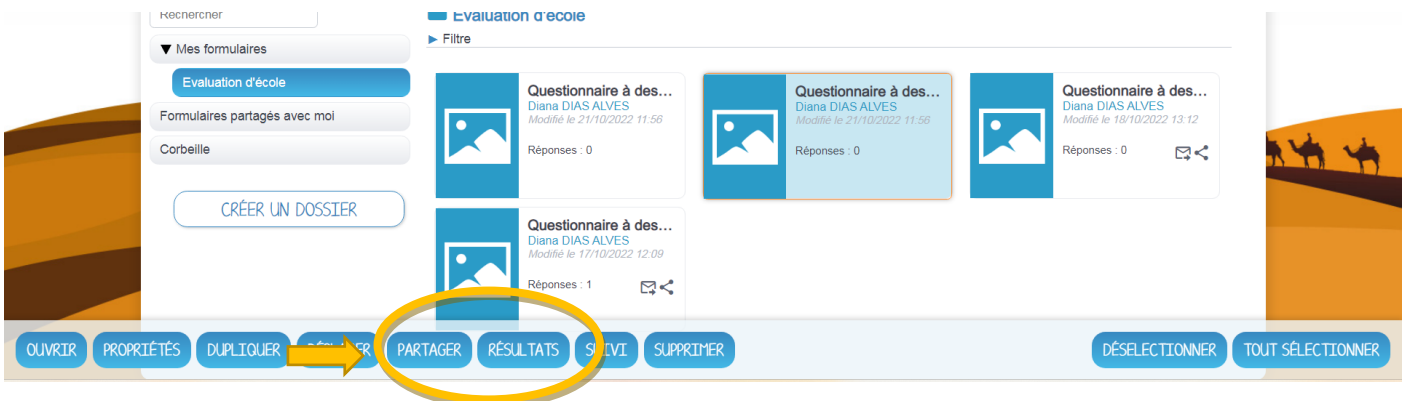 Rechercher
Evaluation d'école
▶ Filtre
▼ Mes formulaires
Evaluation d'école
Formulaires partagés avec moi
Corbeille
CRÉER UN DOSSIER
Questionnaire à des...
Diana DIAS ALVES
Modifié le 21/10/2022 11:56
Réponses : 0
Questionnaire à des...
Diana DIAS ALVES
Modifié le 21/10/2022 11:56
Réponses : 0
Questionnaire à des...
Diana DIAS ALVES
Modifié le 18/10/2022 13:12
Réponses : 0
Questionnaire à des...
Diana DIAS ALVES
Modifié le 17/10/2022 12:09
Réponses : 1
OUVRIR PROPRIÉTÉS DUPLIQUER PARTAGER RÉSULTATS SUIVI SUPPRIMER DÉSELECTIONNER TOUT SÉLECTIONNER